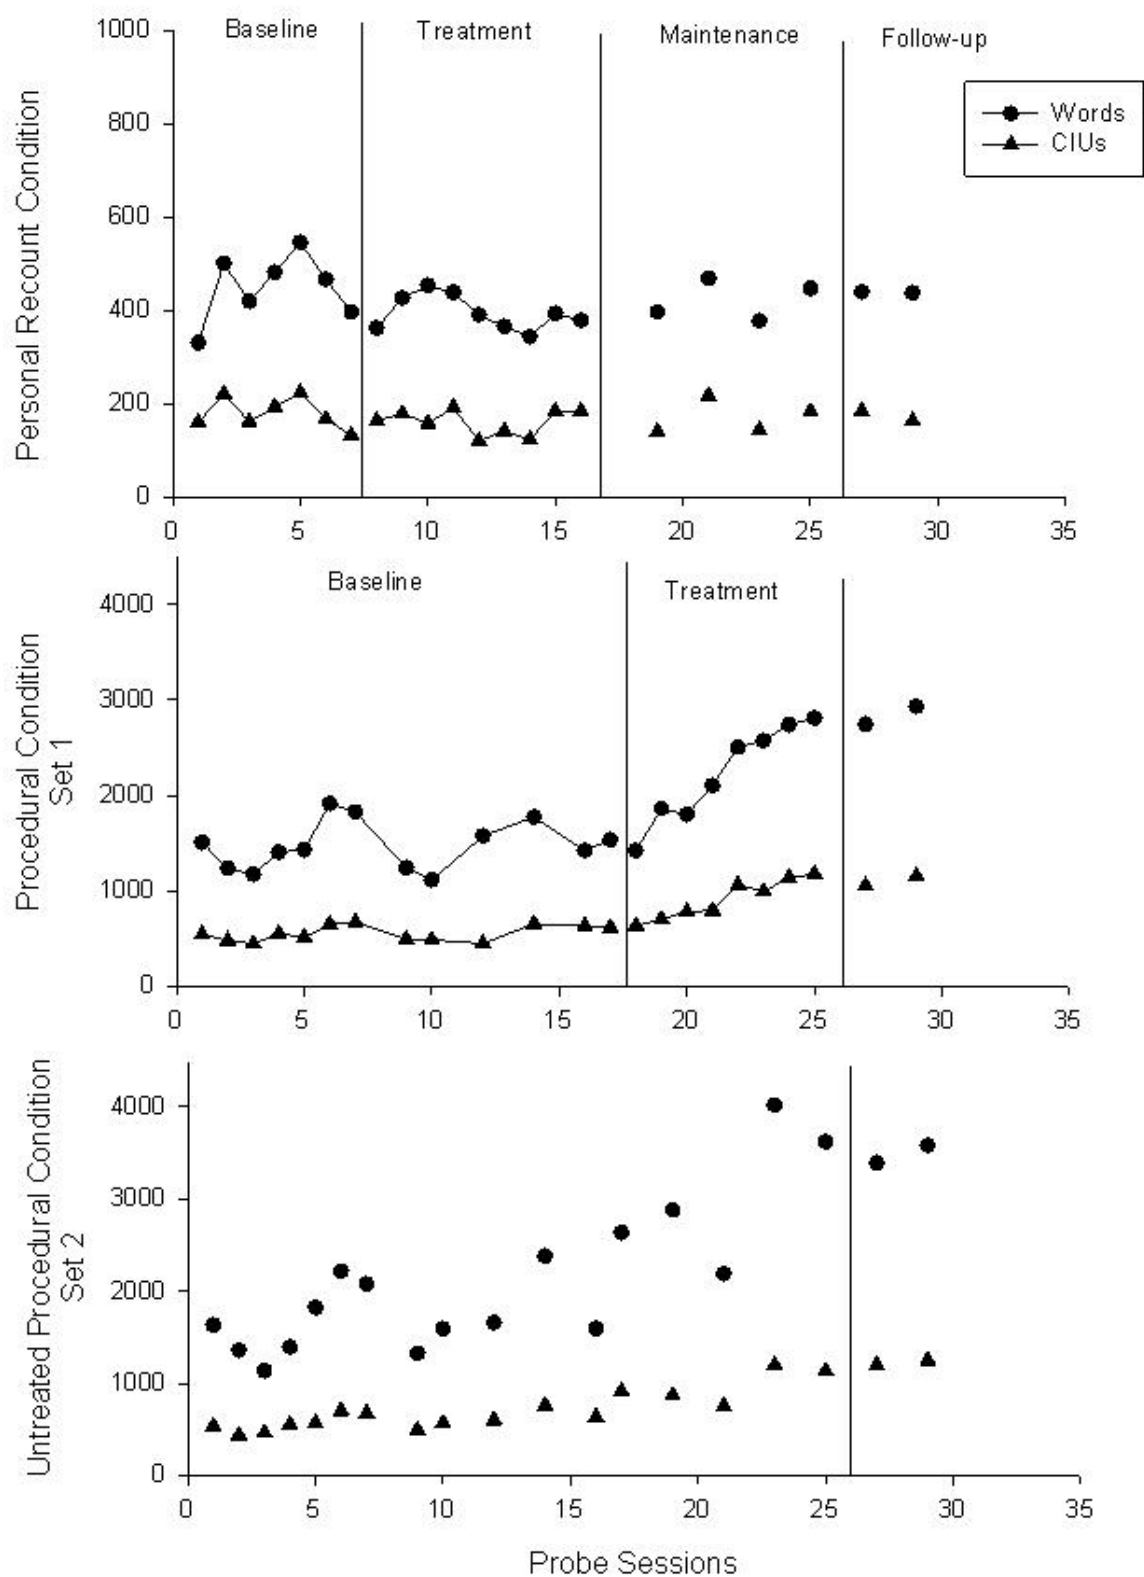 Baseline Treatment Maintenance Follow-up
Words
CIUs
Personal Recount Condition
1000
800
600
400
200
0
0 5 10 15 20 25 30 35
Baseline Treatment
Procedural Condition
Set 1
4000
3000
2000
1000
0
0 5 10 15 20 25 30 35
Untreated Procedural Condition
Set 2
4000
3000
2000
1000
0
0 5 10 15 20 25 30 35
Probe Sessions